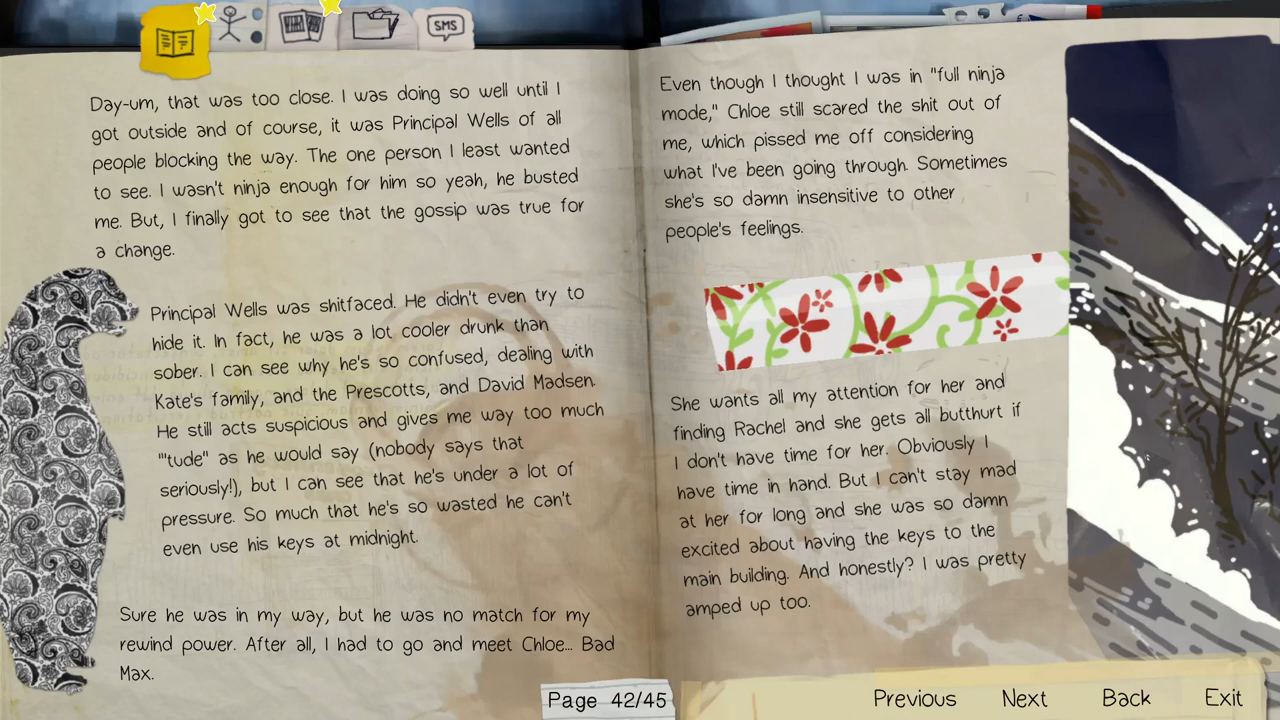 SMS
Day-um, that was too close. I was doing so well until I
got outside and of course, it was Principal Wells of all
people blocking the way. The one person I least wanted
to see. I wasn't ninja enough for him so yeah, he busted
me. But, I finally got to see that the gossip was true for
a change.
Principal Wells was shitfaced. He didn't even try to
hide it. In fact, he was a lot cooler drunk than
sober. I can see why he's so confused, dealing with
Kate's family, and the Prescotts, and David Madsen.
He still acts suspicious and gives me way too much
"'tude" as he would say (nobody says that
seriously!), but I can see that he's under a lot of
pressure. So much that he's so wasted he can't
even use his keys at midnight.
Sure he was in my way, but he was no match for my
rewind power. After all, I had to go and meet Chloe... Bad
Max.
Even though I thought I was in "full ninja
mode," Chloe still scared the shit out of
me, which pissed me off considering
what I've been going through. Sometimes
she's so damn insensitive to other
people's feelings.
She wants all my attention for her and
finding Rachel and she gets all butthurt if
I don't have time for her. Obviously I
have time in hand. But I can't stay mad
at her for long and she was so damn
excited about having the keys to the
main building. And honestly? I was pretty
amped up too.
Page 42/45
Previous
Next
Back
Exit